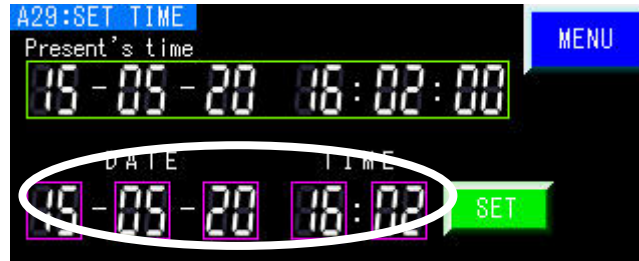 A29:SET TIME
MENU
Present's time
15-05-20 16:02:00
DATE TIME
15-05-20 16:02
SET